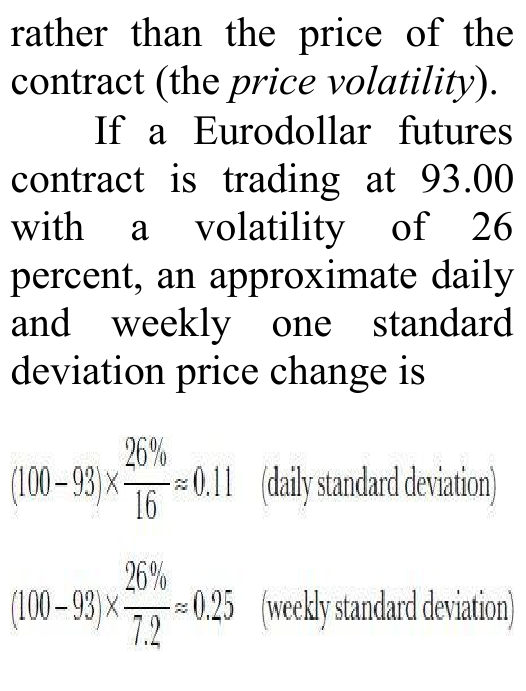 rather than the price of the
contract (the price volatility).
If a Eurodollar futures
contract is trading at 93.00
with a volatility of 26
percent, an approximate daily
and weekly one standard
deviation price change is
(100 – 93) × 26%/16 ≈ 0.11 (daily standard deviation)
(100 – 93) × 26%/7.2 ≈ 0.25 (weekly standard deviation)